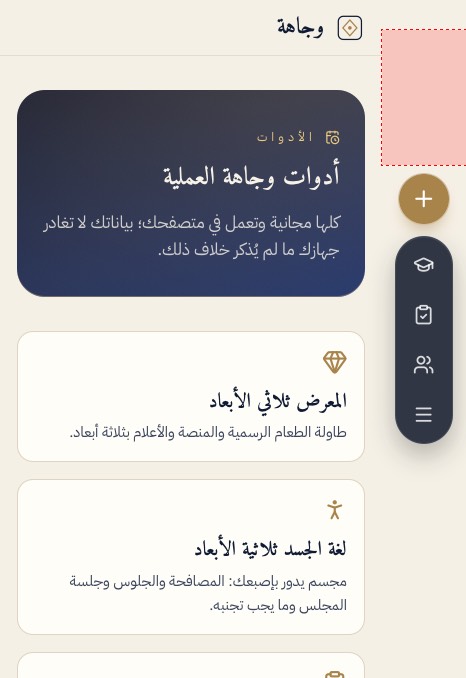 وجاهة
الأدوات
أدوات وجاهة العملية
كلها مجانية وتعمل في متصفحك؛ بياناتك لا تغادر
جهازك ما لم يُذكر خلاف ذلك.
المعرض ثلاثي الأبعاد
طاولة الطعام الرسمية والمنصة والأعلام بثلاثة أبعاد.
لغة الجسد ثلاثية الأبعاد
مجسم يدور بإصبعك: المصافحة والجلوس وجلسة
المجلس وما يجب تجنبه.